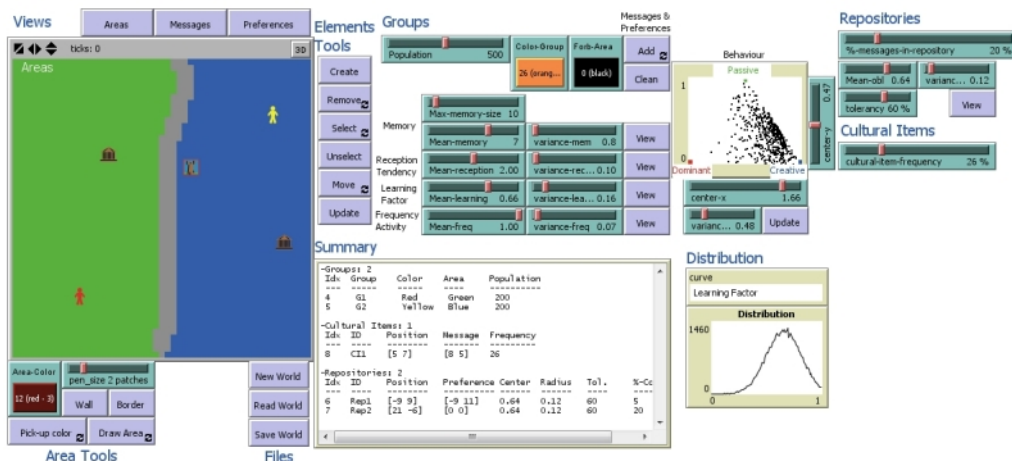 Views
Areas
Messages
Preferences
ticks: 0
3D
Areas
Area-Color
12 (red - 3)
pen_size 2 patches
Wall
Border
Pick-up color
Draw Area
Area Tools
New World
Read World
Save World
Files
Elements
Tools
Create
Remove
Select
Unselect
Move
Update
Groups
Population 500
Color-Group
26 (orang...
Forb-Area
0 (black)
Messages &
Preferences
Add
Clean
Max-memory-size 10
Memory
Mean-memory 7
variance-mem 0.8
View
Reception
Tendency
Mean-reception 2.00
variance-rec... 0.10
View
Learning
Factor
Mean-learning 0.66
variance-lea... 0.16
View
Frequency
Activity
Mean-freq 1.00
variance-freq 0.07
View
Behaviour
Passive
1
0
Dominant
Creative
center-y 0.47
center-x 1.66
varianc... 0.48
Update
Repositories
%-messages-in-repository 20 %
Mean-obl 0.64
varianc... 0.12
tolerancy 60 %
View
Cultural Items
cultural-item-frequency 26 %
Summary
-Groups: 2
Idx Group Color Area Population
4 G1 Red Green 200
5 G2 Yellow Blue 200
-Cultural Items: 1
Idx ID Position Message Frequency
8 CI1 [5 7] [8 5] 26
-Repositories: 2
Idx ID Position Preference Center Radius Tol. %-Co
6 Rep1 [-9 9] [-9 11] 0.64 0.12 60 5
7 Rep2 [21 -6] [0 0] 0.64 0.12 60 20
Distribution
curve
Learning Factor
Distribution
1460
0
0 1